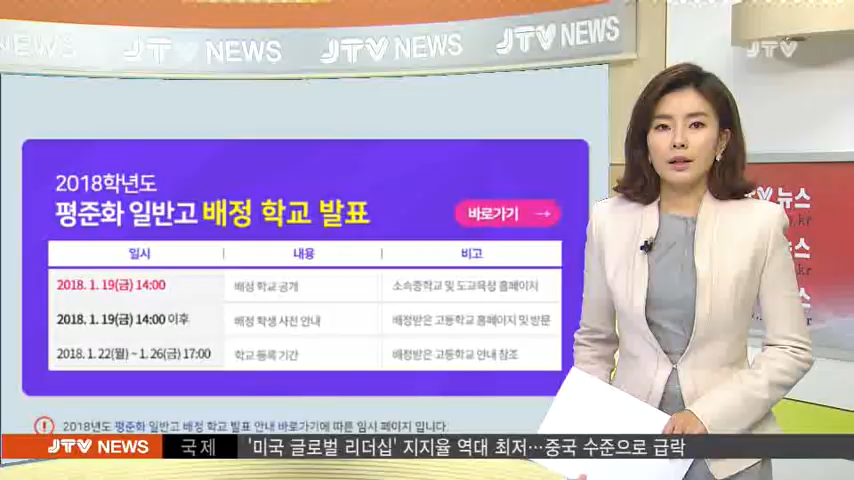 JTV NEWS
JTV NEWS
JTV NEWS
JTV
2018학년도
평준화 일반고 배정 학교 발표
바로가기 →
일시 | 내용 | 비고
2018. 1. 19(금) 14:00 배정 학교 공개 소속중학교 및 도교육청 홈페이지
2018. 1. 19(금) 14:00 이후 배정 학생 사전 안내 배정받은 고등학교 홈페이지 및 방문
2018. 1. 22(월) ~ 1. 26(금) 17:00 학교 등록 기간 배정받은 고등학교 안내 참조
2018년도 평준화 일반고 배정 학교 발표 안내 바로가기에 따른 임시 페이지 입니다.
뉴스
JTV NEWS 국제 '미국 글로벌 리더십' 지지율 역대 최저…중국 수준으로 급락